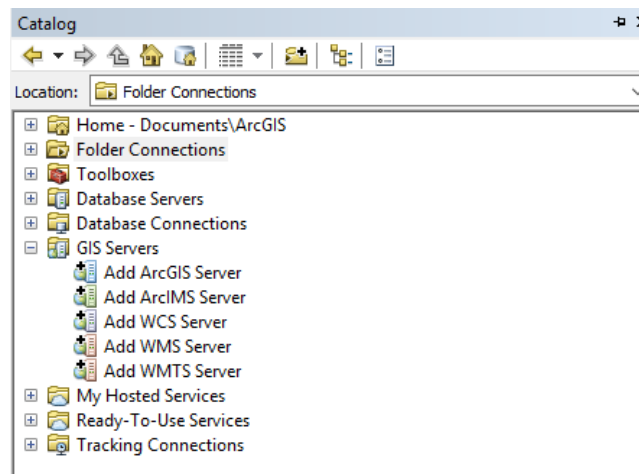 Catalog
Location: Folder Connections
Home - Documents\ArcGIS
Folder Connections
Toolboxes
Database Servers
Database Connections
GIS Servers
Add ArcGIS Server
Add ArcIMS Server
Add WCS Server
Add WMS Server
Add WMTS Server
My Hosted Services
Ready-To-Use Services
Tracking Connections